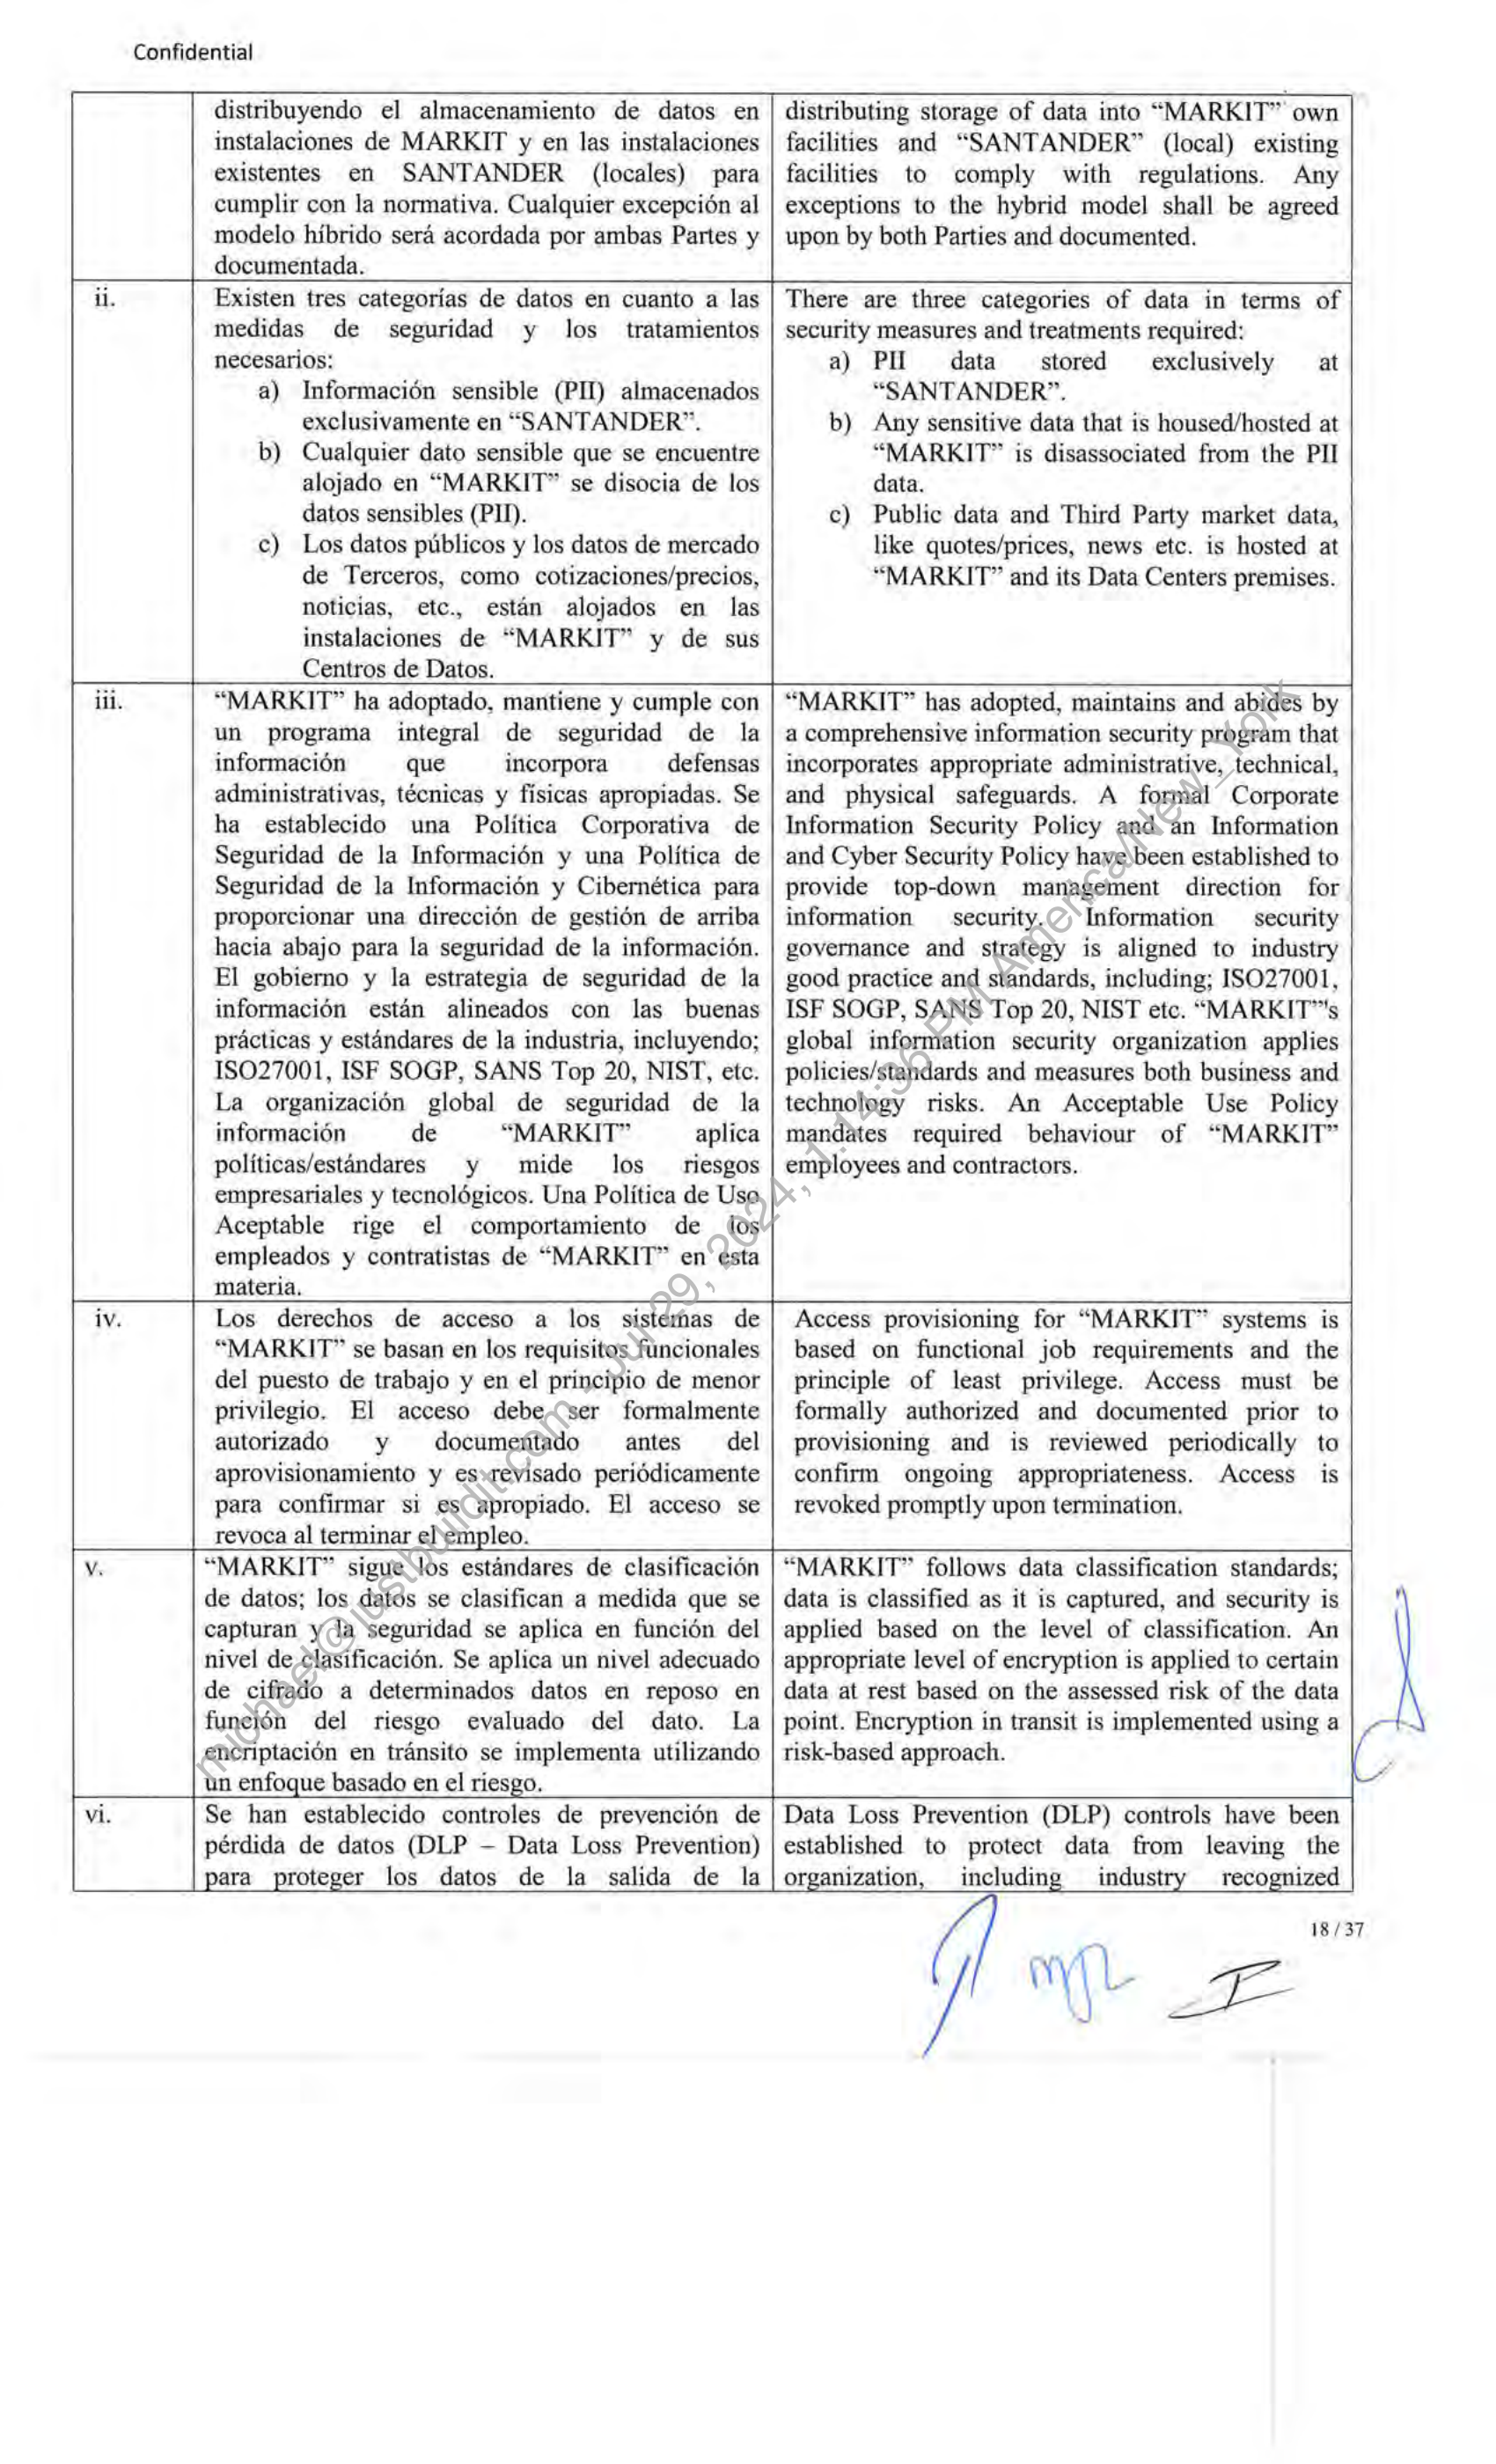 Confidential
distribuyendo el almacenamiento de datos en
instalaciones de MARKIT y en las instalaciones
existentes en SANTANDER (locales) para
cumplir con la normativa. Cualquier excepción al
modelo híbrido será acordada por ambas Partes y
documentada.
distributing storage of data into “MARKIT” own
facilities and “SANTANDER” (local) existing
facilities to comply with regulations. Any
exceptions to the hybrid model shall be agreed
upon by both Parties and documented.
ii.
Existen tres categorías de datos en cuanto a las
medidas de seguridad y los tratamientos
necesarios:
a) Información sensible (PII) almacenados
exclusivamente en “SANTANDER”.
b) Cualquier dato sensible que se encuentre
alojado en “MARKIT” se disocia de los
datos sensibles (PII).
c) Los datos públicos y los datos de mercado
de Terceros, como cotizaciones/precios,
noticias, etc., están alojados en las
instalaciones de “MARKIT” y de sus
Centros de Datos.
There are three categories of data in terms of
security measures and treatments required:
a) PII data stored exclusively at
“SANTANDER”.
b) Any sensitive data that is housed/hosted at
“MARKIT” is disassociated from the PII
data.
c) Public data and Third Party market data,
like quotes/prices, news etc. is hosted at
“MARKIT” and its Data Centers premises.
iii.
“MARKIT” ha adoptado, mantiene y cumple con
un programa integral de seguridad de la
información que incorpora defensas
administrativas, técnicas y físicas apropiadas. Se
ha establecido una Política Corporativa de
Seguridad de la Información y una Política de
Seguridad de la Información y Cibernética para
proporcionar una dirección de gestión de arriba
hacia abajo para la seguridad de la información.
El gobierno y la estrategia de seguridad de la
información están alineados con las buenas
prácticas y estándares de la industria, incluyendo;
ISO27001, ISF SOGP, SANS Top 20, NIST, etc.
La organización global de seguridad de la
información de “MARKIT” aplica
políticas/estándares y mide los riesgos
empresariales y tecnológicos. Una Política de Uso
Aceptable rige el comportamiento de los
empleados y contratistas de “MARKIT” en esta
materia.
“MARKIT” has adopted, maintains and abides by
a comprehensive information security program that
incorporates appropriate administrative, technical,
and physical safeguards. A formal Corporate
Information Security Policy and an Information
and Cyber Security Policy have been established to
provide top-down management direction for
information security. Information security
governance and strategy is aligned to industry
good practice and standards, including; ISO27001,
ISF SOGP, SANS Top 20, NIST etc. “MARKIT”'s
global information security organization applies
policies/standards and measures both business and
technology risks. An Acceptable Use Policy
mandates required behaviour of “MARKIT”
employees and contractors.
iv.
Los derechos de acceso a los sistemas de
“MARKIT” se basan en los requisitos funcionales
del puesto de trabajo y en el principio de menor
privilegio. El acceso debe ser formalmente
autorizado y documentado antes del
aprovisionamiento y es revisado periódicamente
para confirmar si es apropiado. El acceso se
revoca al terminar el empleo.
Access provisioning for “MARKIT” systems is
based on functional job requirements and the
principle of least privilege. Access must be
formally authorized and documented prior to
provisioning and is reviewed periodically to
confirm ongoing appropriateness. Access is
revoked promptly upon termination.
v.
“MARKIT” sigue los estándares de clasificación
de datos; los datos se clasifican a medida que se
capturan y la seguridad se aplica en función del
nivel de clasificación. Se aplica un nivel adecuado
de cifrado a determinados datos en reposo en
función del riesgo evaluado del dato. La
encriptación en tránsito se implementa utilizando
un enfoque basado en el riesgo.
“MARKIT” follows data classification standards;
data is classified as it is captured, and security is
applied based on the level of classification. An
appropriate level of encryption is applied to certain
data at rest based on the assessed risk of the data
point. Encryption in transit is implemented using a
risk-based approach.
vi.
Se han establecido controles de prevención de
pérdida de datos (DLP – Data Loss Prevention)
para proteger los datos de la salida de la
Data Loss Prevention (DLP) controls have been
established to protect data from leaving the
organization, including industry recognized
18 / 37
michael@justbuildit.com - Jul 29, 2024, 1:14:36 PM America/New_York